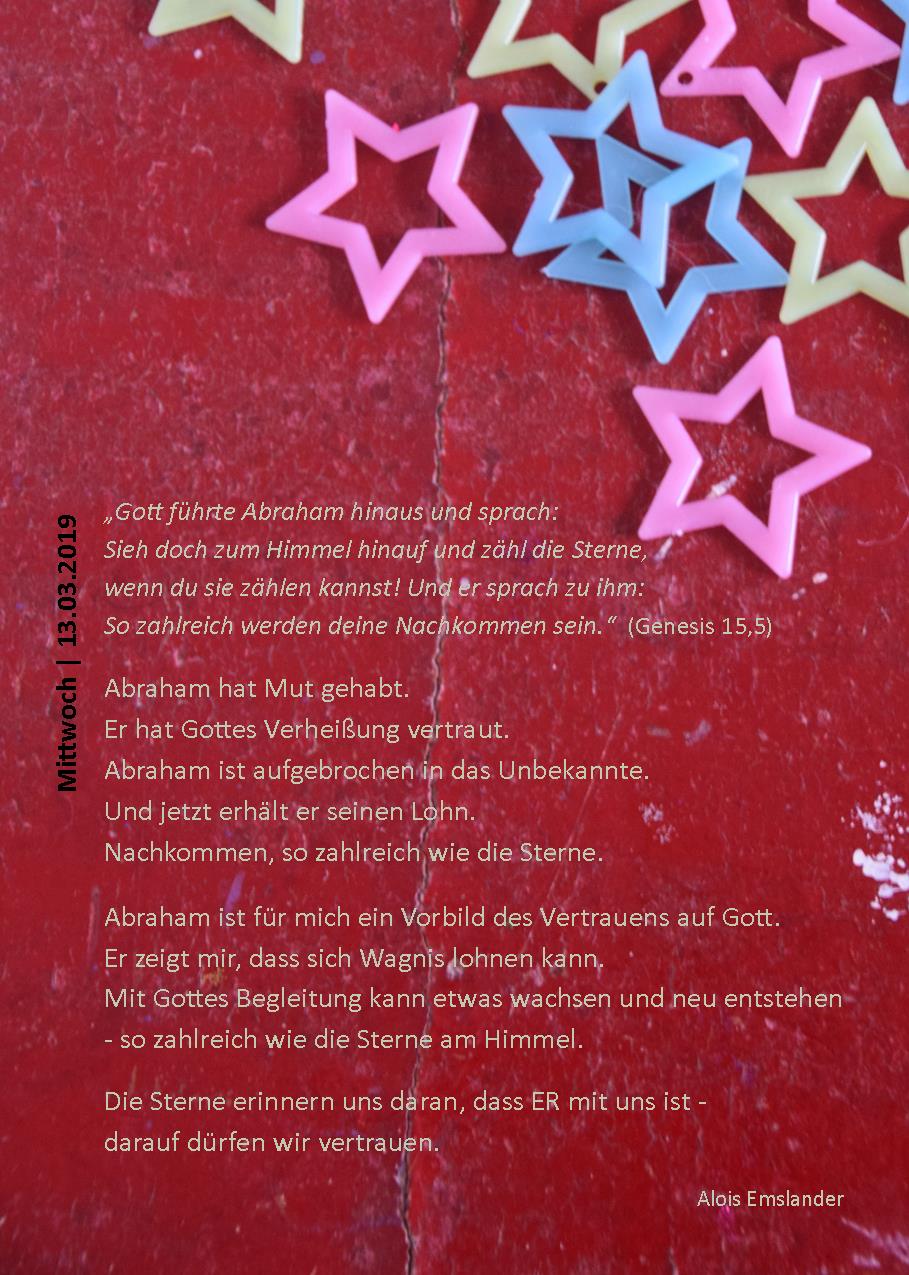 Mittwoch | 13.03.2019
„Gott führte Abraham hinaus und sprach:
Sieh doch zum Himmel hinauf und zähl die Sterne,
wenn du sie zählen kannst! Und er sprach zu ihm:
So zahlreich werden deine Nachkommen sein.“ (Genesis 15,5)
Abraham hat Mut gehabt.
Er hat Gottes Verheißung vertraut.
Abraham ist aufgebrochen in das Unbekannte.
Und jetzt erhält er seinen Lohn.
Nachkommen, so zahlreich wie die Sterne.
Abraham ist für mich ein Vorbild des Vertrauens auf Gott.
Er zeigt mir, dass sich Wagnis lohnen kann.
Mit Gottes Begleitung kann etwas wachsen und neu entstehen
- so zahlreich wie die Sterne am Himmel.
Die Sterne erinnern uns daran, dass ER mit uns ist -
darauf dürfen wir vertrauen.
Alois Emslander